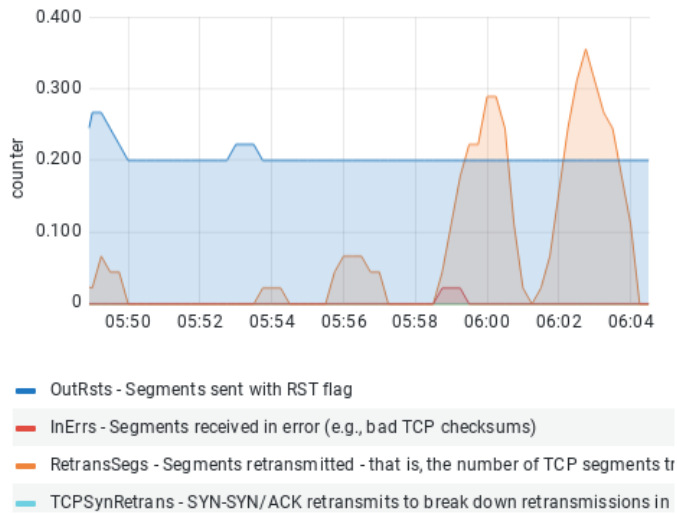 0.400
0.300
0.200
0.100
0
counter
05:50 05:52 05:54 05:56 05:58 06:00 06:02 06:04
OutRsts - Segments sent with RST flag
InErrs - Segments received in error (e.g., bad TCP checksums)
RetransSegs - Segments retransmitted - that is, the number of TCP segments
TCPSynRetrans - SYN-SYN/ACK retransmits to break down retransmissions in